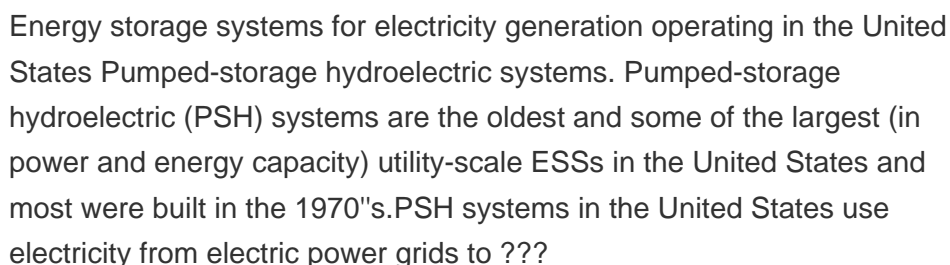 Energy storage systems for electricity generation operating in the United
States Pumped-storage hydroelectric systems. Pumped-storage
hydroelectric (PSH) systems are the oldest and some of the largest (in
power and energy capacity) utility-scale ESSs in the United States and
most were built in the 1970"s.PSH systems in the United States use
electricity from electric power grids to ???